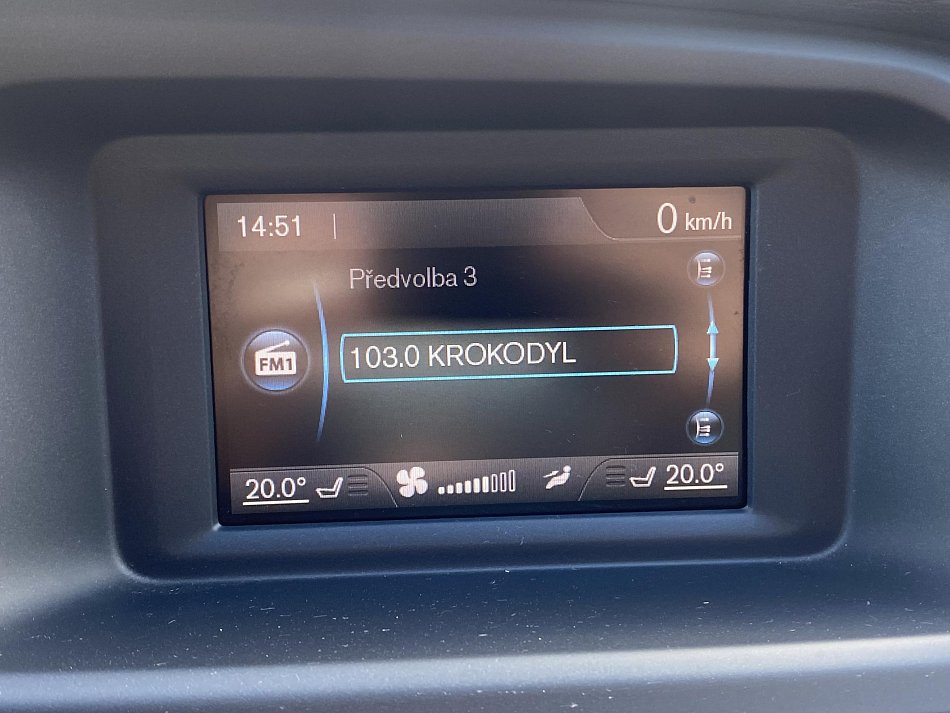 14:51
0 km/h
Předvolba 3
FM1
103.0 KROKODYL
20.0°
20.0°